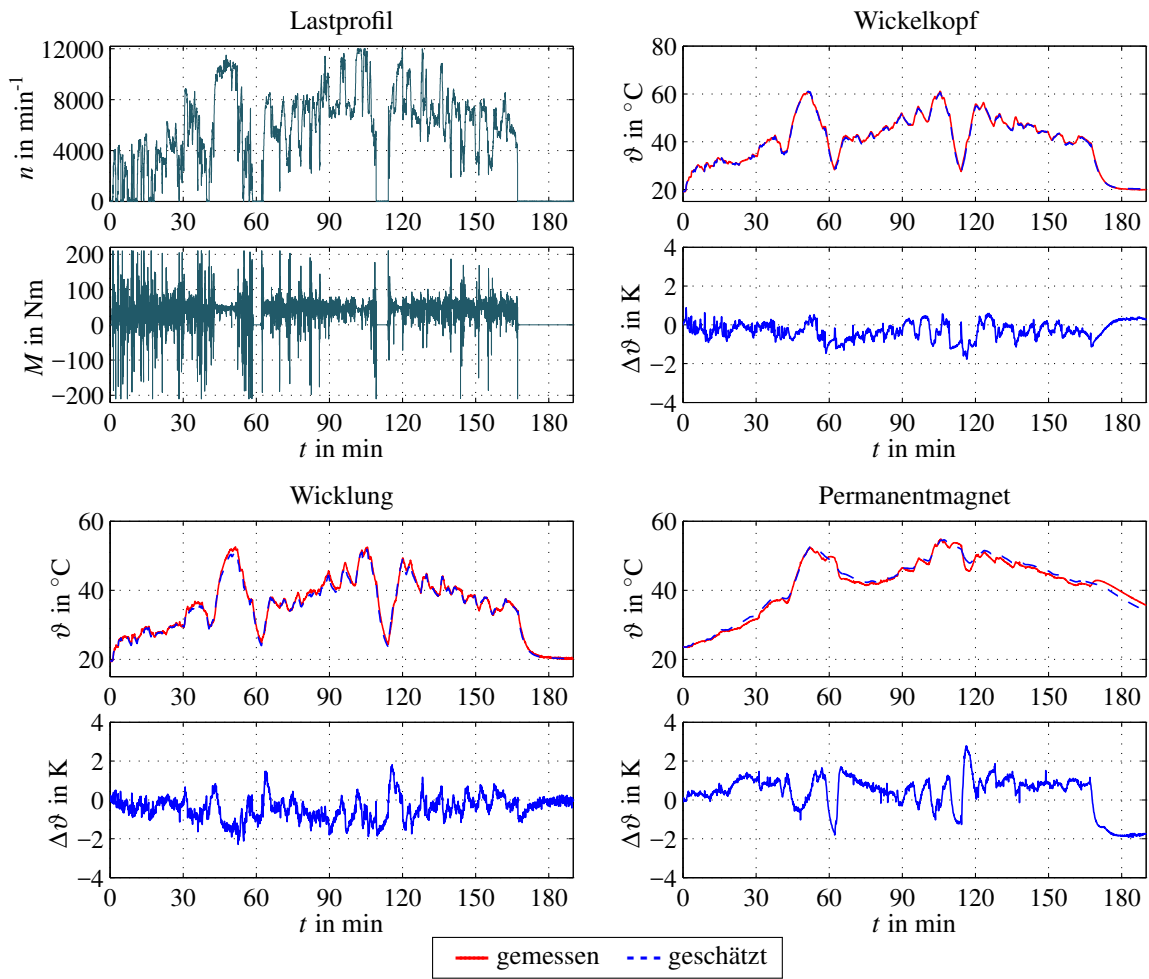 Lastprofil
12000
8000
4000
0
n in min-1
0 30 60 90 120 150 180
200
100
0
−100
−200
M in Nm
0 30 60 90 120 150 180
t in min
Wickelkopf
80
60
40
20
ϑ in °C
0 30 60 90 120 150 180
4
2
0
−2
−4
Δϑ in K
0 30 60 90 120 150 180
t in min
Wicklung
60
40
20
ϑ in °C
0 30 60 90 120 150 180
4
2
0
−2
−4
Δϑ in K
0 30 60 90 120 150 180
t in min
Permanentmagnet
60
40
20
ϑ in °C
0 30 60 90 120 150 180
4
2
0
−2
−4
Δϑ in K
0 30 60 90 120 150 180
t in min
gemessen geschätzt